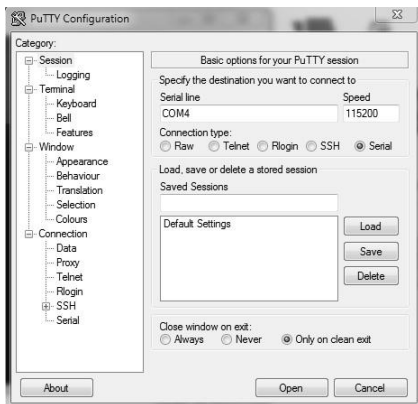 PuTTY Configuration
Category:
Session
Logging
Terminal
Keyboard
Bell
Features
Window
Appearance
Behaviour
Translation
Selection
Colours
Connection
Data
Proxy
Telnet
Rlogin
SSH
Serial
Basic options for your PuTTY session
Specify the destination you want to connect to
Serial line Speed
COM4 115200
Connection type:
Raw Telnet Rlogin SSH Serial
Load, save or delete a stored session
Saved Sessions
Default Settings
Load
Save
Delete
Close window on exit:
Always Never Only on clean exit
About Open Cancel